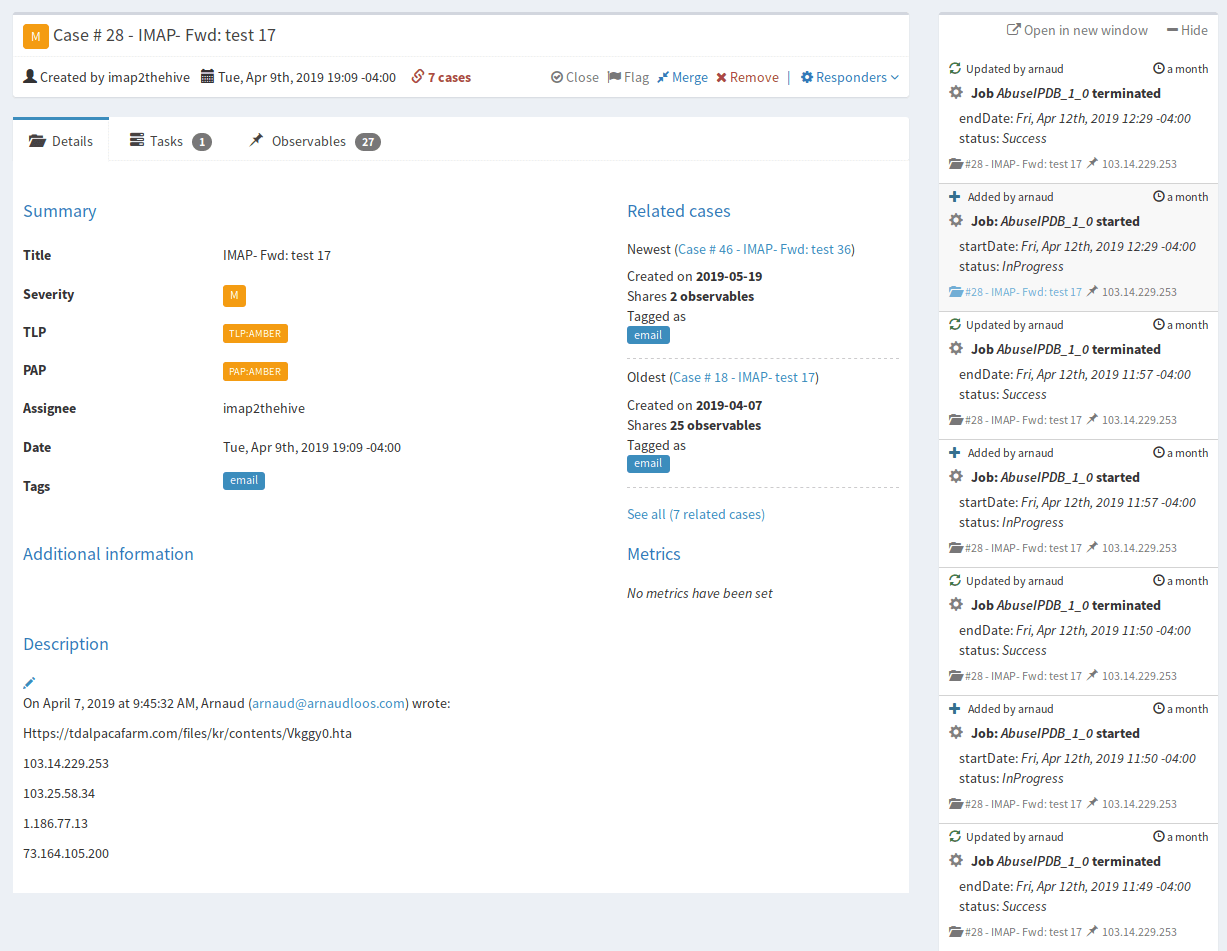 M Case # 28 - IMAP- Fwd: test 17
Created by imap2thehive Tue, Apr 9th, 2019 19:09 -04:00 7 cases Close Flag Merge Remove | Responders
Details Tasks 1 Observables 27
Summary
Title IMAP- Fwd: test 17
Severity M
TLP TLP:AMBER
PAP PAP:AMBER
Assignee imap2thehive
Date Tue, Apr 9th, 2019 19:09 -04:00
Tags email
Related cases
Newest (Case # 46 - IMAP- Fwd: test 36)
Created on 2019-05-19
Shares 2 observables
Tagged as
email
Oldest (Case # 18 - IMAP- test 17)
Created on 2019-04-07
Shares 25 observables
Tagged as
email
See all (7 related cases)
Additional information
Metrics
No metrics have been set
Description
On April 7, 2019 at 9:45:32 AM, Arnaud (arnaud@arnaudloos.com) wrote:
Https://tdalpacafarm.com/files/kr/contents/Vkggy0.hta
103.14.229.253
103.25.58.34
1.186.77.13
73.164.105.200
Open in new window Hide
Updated by arnaud a month
Job AbuseIPDB_1_0 terminated
endDate: Fri, Apr 12th, 2019 12:29 -04:00
status: Success
#28 - IMAP- Fwd: test 17 103.14.229.253
Added by arnaud a month
Job: AbuseIPDB_1_0 started
startDate: Fri, Apr 12th, 2019 12:29 -04:00
status: InProgress
#28 - IMAP- Fwd: test 17 103.14.229.253
Updated by arnaud a month
Job AbuseIPDB_1_0 terminated
endDate: Fri, Apr 12th, 2019 11:57 -04:00
status: Success
#28 - IMAP- Fwd: test 17 103.14.229.253
Added by arnaud a month
Job: AbuseIPDB_1_0 started
startDate: Fri, Apr 12th, 2019 11:57 -04:00
status: InProgress
#28 - IMAP- Fwd: test 17 103.14.229.253
Updated by arnaud a month
Job AbuseIPDB_1_0 terminated
endDate: Fri, Apr 12th, 2019 11:50 -04:00
status: Success
#28 - IMAP- Fwd: test 17 103.14.229.253
Added by arnaud a month
Job: AbuseIPDB_1_0 started
startDate: Fri, Apr 12th, 2019 11:50 -04:00
status: InProgress
#28 - IMAP- Fwd: test 17 103.14.229.253
Updated by arnaud a month
Job AbuseIPDB_1_0 terminated
endDate: Fri, Apr 12th, 2019 11:49 -04:00
status: Success
#28 - IMAP- Fwd: test 17 103.14.229.253